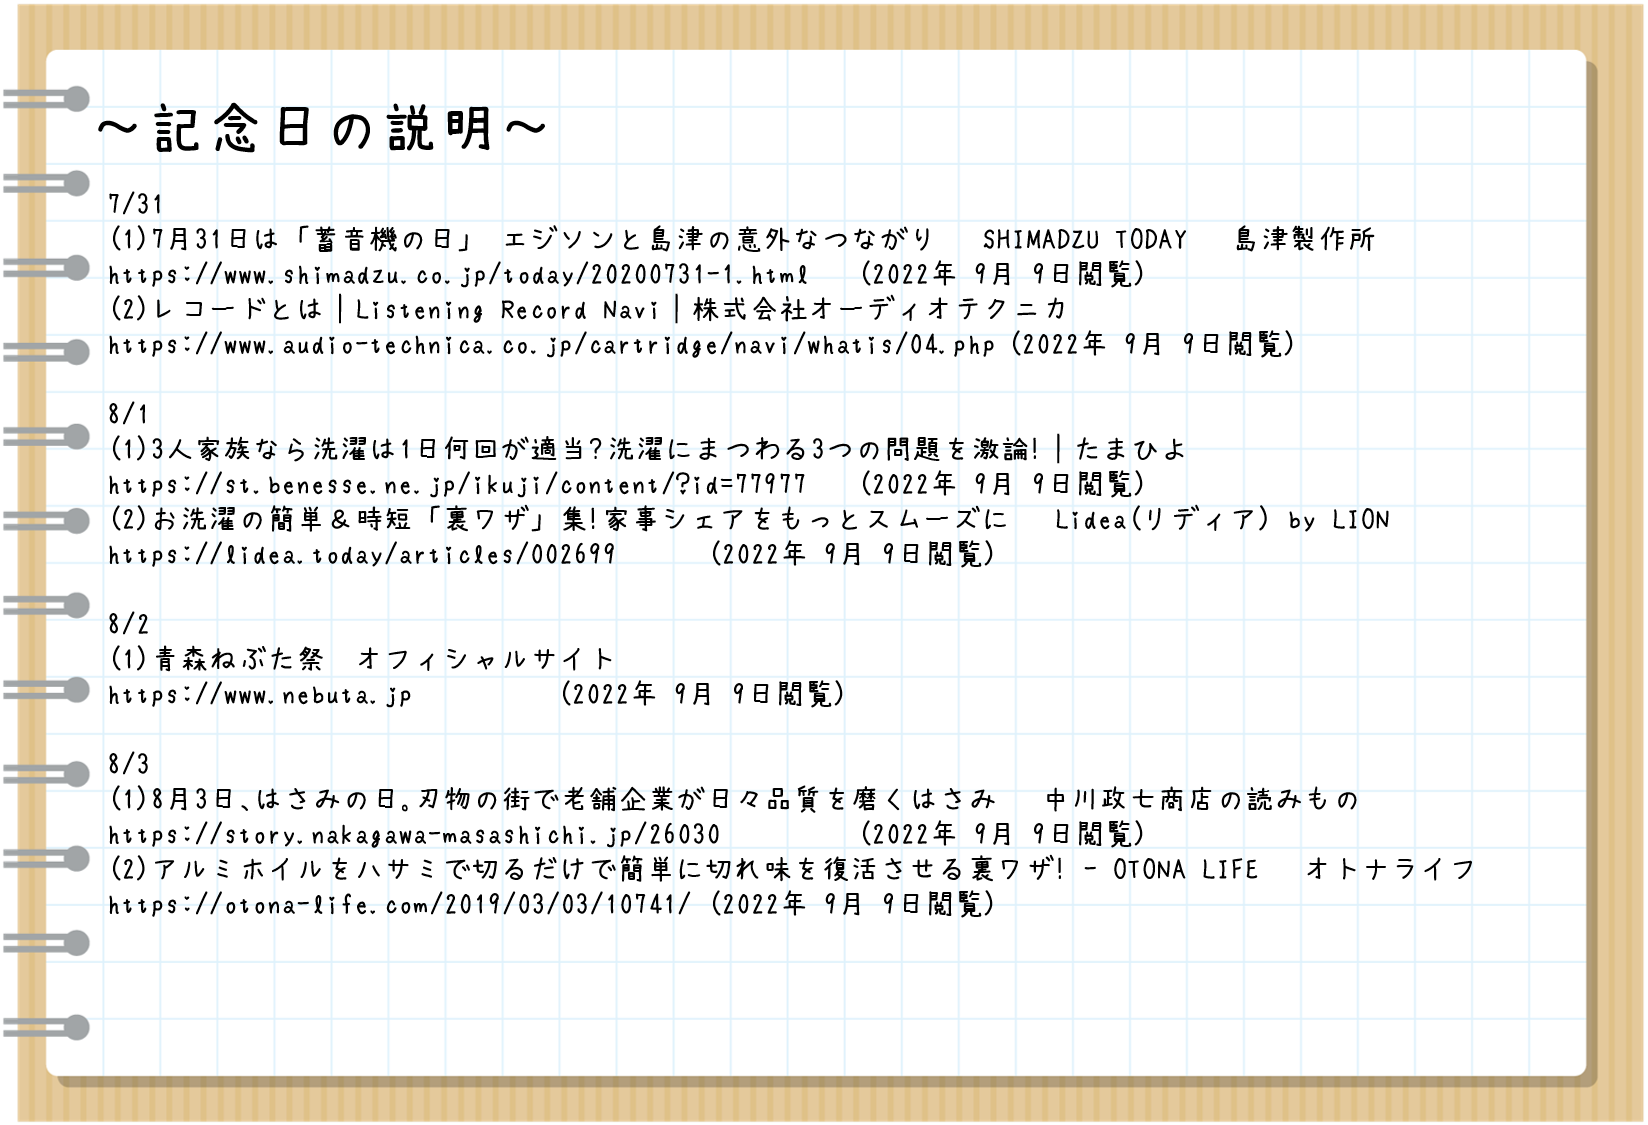 ～記念日の説明～
7/31
(1)7月31日は「蓄音機の日」 エジソンと島津の意外なつながり　SHIMADZU TODAY　島津製作所
https://www.shimadzu.co.jp/today/20200731-1.html　(2022年 9月 9日閲覧)
(2)レコードとは｜Listening Record Navi｜株式会社オーディオテクニカ
https://www.audio-technica.co.jp/cartridge/navi/whatis/04.php (2022年 9月 9日閲覧)
8/1
(1)3人家族なら洗濯は1日何回が適当?洗濯にまつわる3つの問題を激論!｜たまひよ
https://st.benesse.ne.jp/ikuji/content/?id=77977　(2022年 9月 9日閲覧)
(2)お洗濯の簡単＆時短「裏ワザ」集!家事シェアをもっとスムーズに　Lidea(リディア) by LION
https://lidea.today/articles/002699　(2022年 9月 9日閲覧)
8/2
(1)青森ねぶた祭　オフィシャルサイト
https://www.nebuta.jp　(2022年 9月 9日閲覧)
8/3
(1)8月3日、はさみの日。刃物の街で老舗企業が日々品質を磨くはさみ　中川政七商店の読みもの
https://story.nakagawa-masashichi.jp/26030　(2022年 9月 9日閲覧)
(2)アルミホイルをハサミで切るだけで簡単に切れ味を復活させる裏ワザ! - OTONA LIFE　オトナライフ
https://otona-life.com/2019/03/03/10741/ (2022年 9月 9日閲覧)